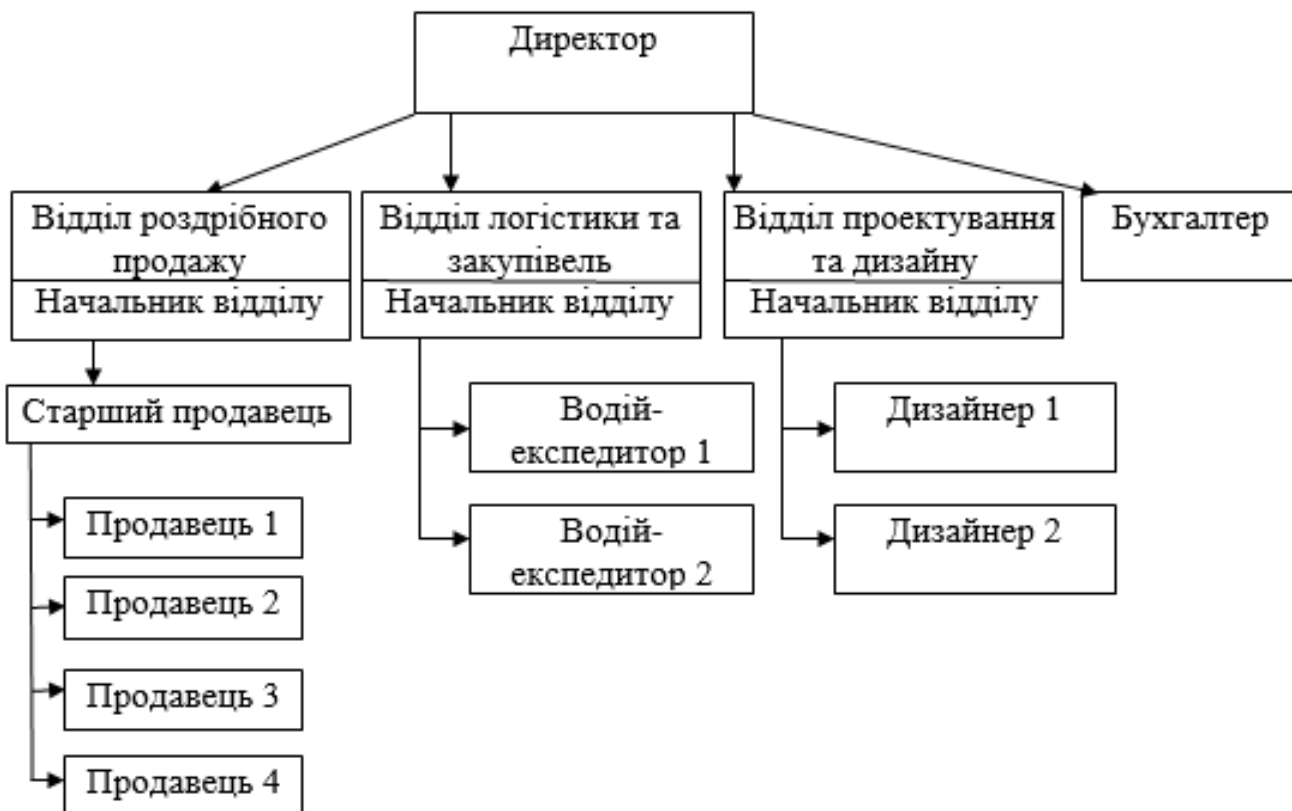 Директор
Відділ роздрібного
продажу
Начальник відділу
Відділ логістики та
закупівель
Начальник відділу
Відділ проектування
та дизайну
Начальник відділу
Бухгалтер
Старший продавець
Продавець 1
Продавець 2
Продавець 3
Продавець 4
Водій-
експедитор 1
Водій-
експедитор 2
Дизайнер 1
Дизайнер 2